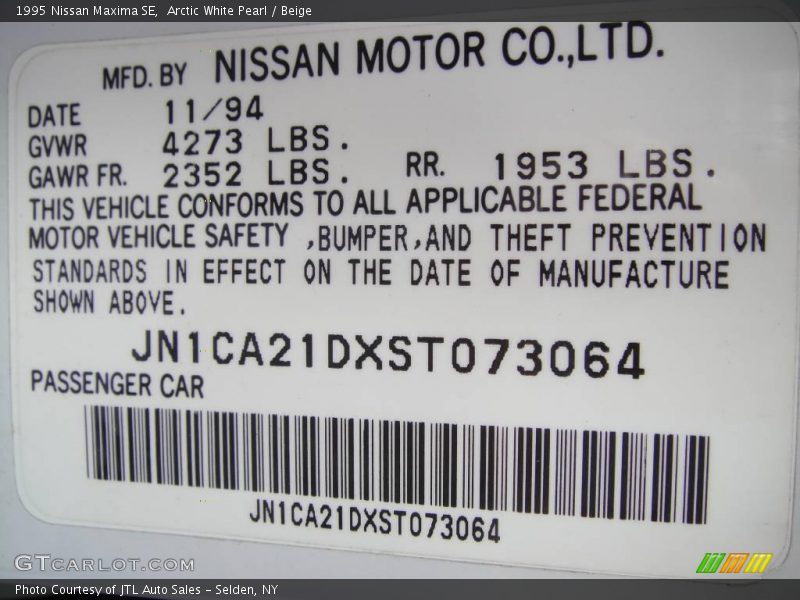 1995 Nissan Maxima SE,  Arctic White Pearl / Beige
MFD. BY NISSAN MOTOR CO.,LTD.
DATE 11/94
GVWR 4273 LBS.
GAWR FR. 2352 LBS. RR. 1953 LBS.
THIS VEHICLE CONFORMS TO ALL APPLICABLE FEDERAL
MOTOR VEHICLE SAFETY ,BUMPER,AND THEFT PREVENTION
STANDARDS IN EFFECT ON THE DATE OF MANUFACTURE
SHOWN ABOVE.
JN1CA21DXST073064
PASSENGER CAR
JN1CA21DXST073064
GTCARLOT.COM
Photo Courtesy of JTL Auto Sales - Selden, NY